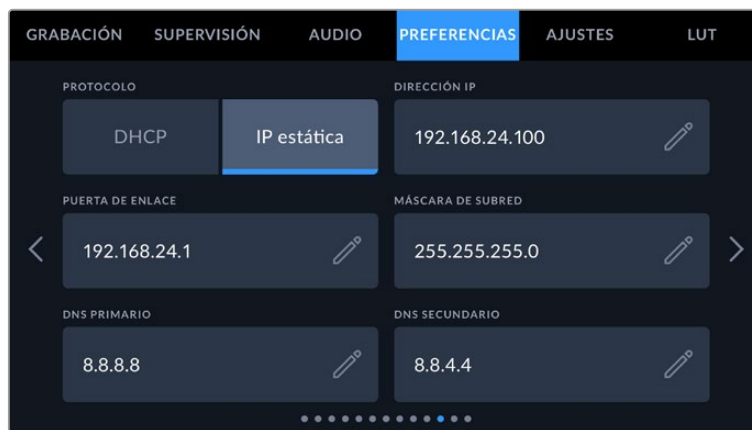 GRABACIÓN SUPERVISIÓN AUDIO PREFERENCIAS AJUSTES LUT
PROTOCOLO DIRECCIÓN IP
DHCP IP estática 192.168.24.100
PUERTA DE ENLACE MÁSCARA DE SUBRED
192.168.24.1 255.255.255.0
DNS PRIMARIO DNS SECUNDARIO
8.8.8.8 8.8.4.4